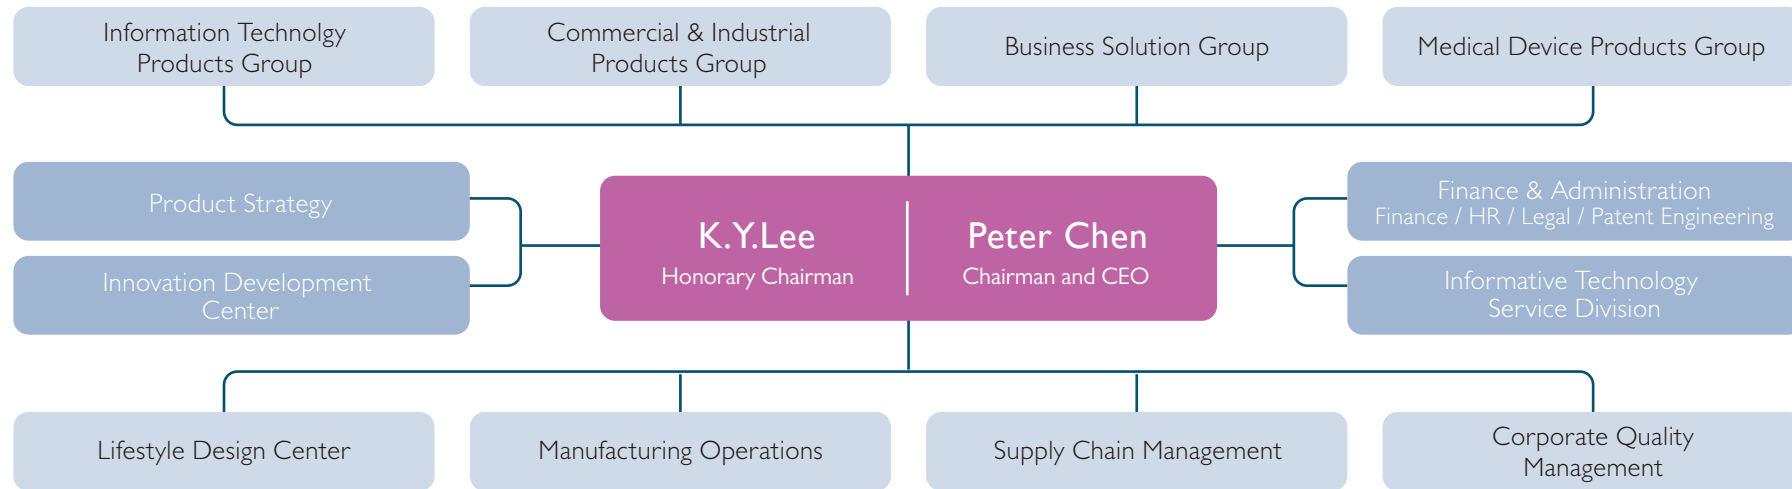 Information Technolgy
Products Group
Commercial & Industrial
Products Group
Business Solution Group
Medical Device Products Group
Product Strategy
Innovation Development
Center
K.Y.Lee
Honorary Chairman
Peter Chen
Chairman and CEO
Finance & Administration
Finance / HR / Legal / Patent Engineering
Informative Technology
Service Division
Lifestyle Design Center
Manufacturing Operations
Supply Chain Management
Corporate Quality
Management